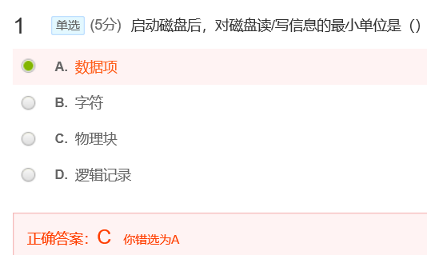 1 单选 (5分) 启动磁盘后，对磁盘读/写信息的最小单位是（）
A. 数据项
B. 字符
C. 物理块
D. 逻辑记录
正确答案：C 你错选为A